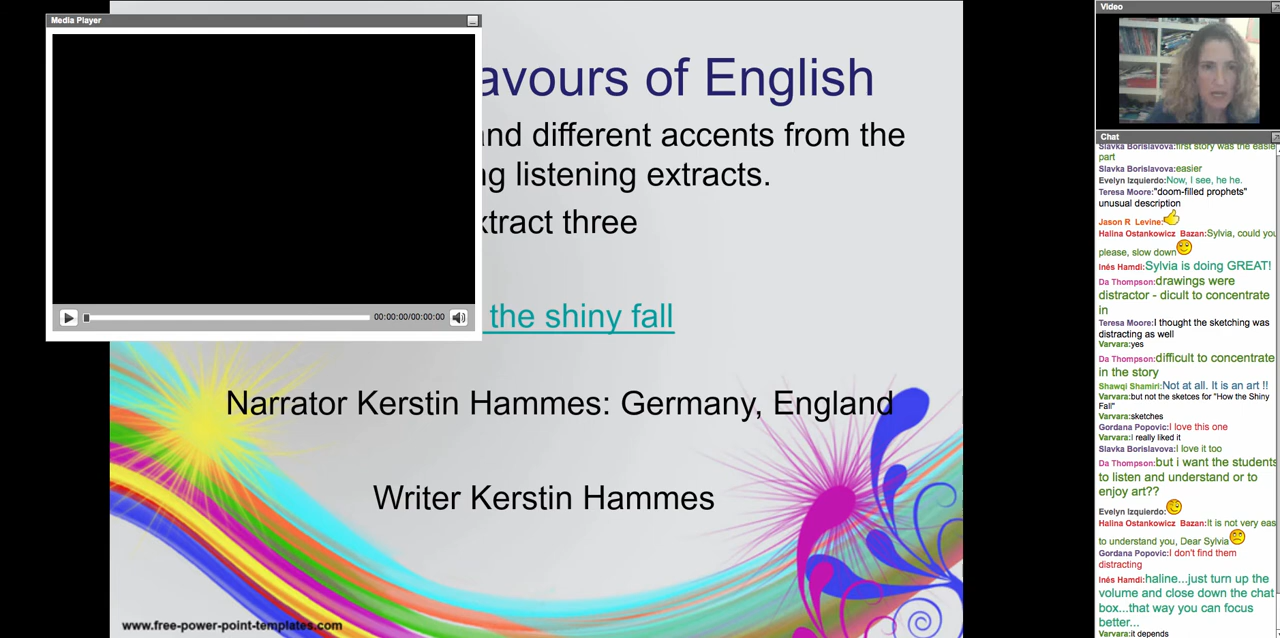 Media Player
avours of English
nd different accents from the
ng listening extracts.
tract three
the shiny fall
00:00:00/00:00:00
Narrator Kerstin Hammes: Germany, England
Writer Kerstin Hammes
www.free-power-point-templates.com
Video
Chat
Slavka Borislavova:first story was the easie
part
Slavka Borislavova:easier
Evelyn Izquierdo:Now, I see, he he.
Teresa Moore:"doom-filled prophets"
unusual description
Jason R Levine:
Halina Ostankowicz Bazan:Sylvia, could you
please, slow down
Inés Hamdi:Sylvia is doing GREAT!
Da Thompson:drawings were
distractor - dicult to concentrate
in
Teresa Moore:I thought the sketching was
distracting as well
Varvara:yes
Da Thompson:difficult to concentrate
in the story
Shawqi Shamiri:Not at all. It is an art !!
Varvara:but not the sketces for "How the Shiny
Fall"
Varvara:sketches
Gordana Popovic:I love this one
Varvara:I really liked it
Slavka Borislavova:I love it too
Da Thompson:but i want the students
to listen and understand or to
enjoy art??
Evelyn Izquierdo:
Halina Ostankowicz Bazan:It is not very eas
to understand you, Dear Sylvia
Gordana Popovic:I don't find them
distracting
Inés Hamdi:haline...just turn up the
volume and close down the chat
box...that way you can focus
better...
Varvara:it depends